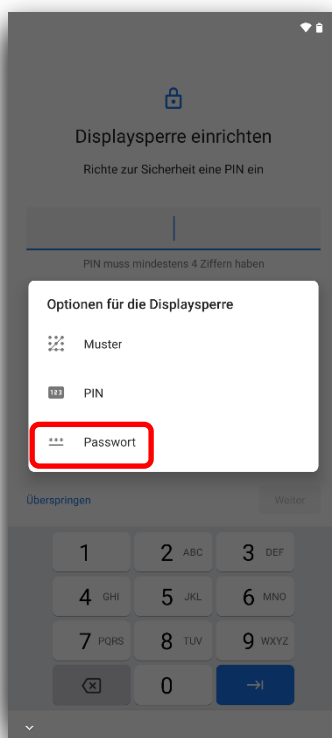 Displaysperre einrichten
Richte zur Sicherheit eine PIN ein
PIN muss mindestens 4 Ziffern haben
Optionen für die Displaysperre
Muster
123 PIN
Passwort
Überspringen Weiter
1 2 ABC 3 DEF
4 GHI 5 JKL 6 MNO
7 PQRS 8 TUV 9 WXYZ
0